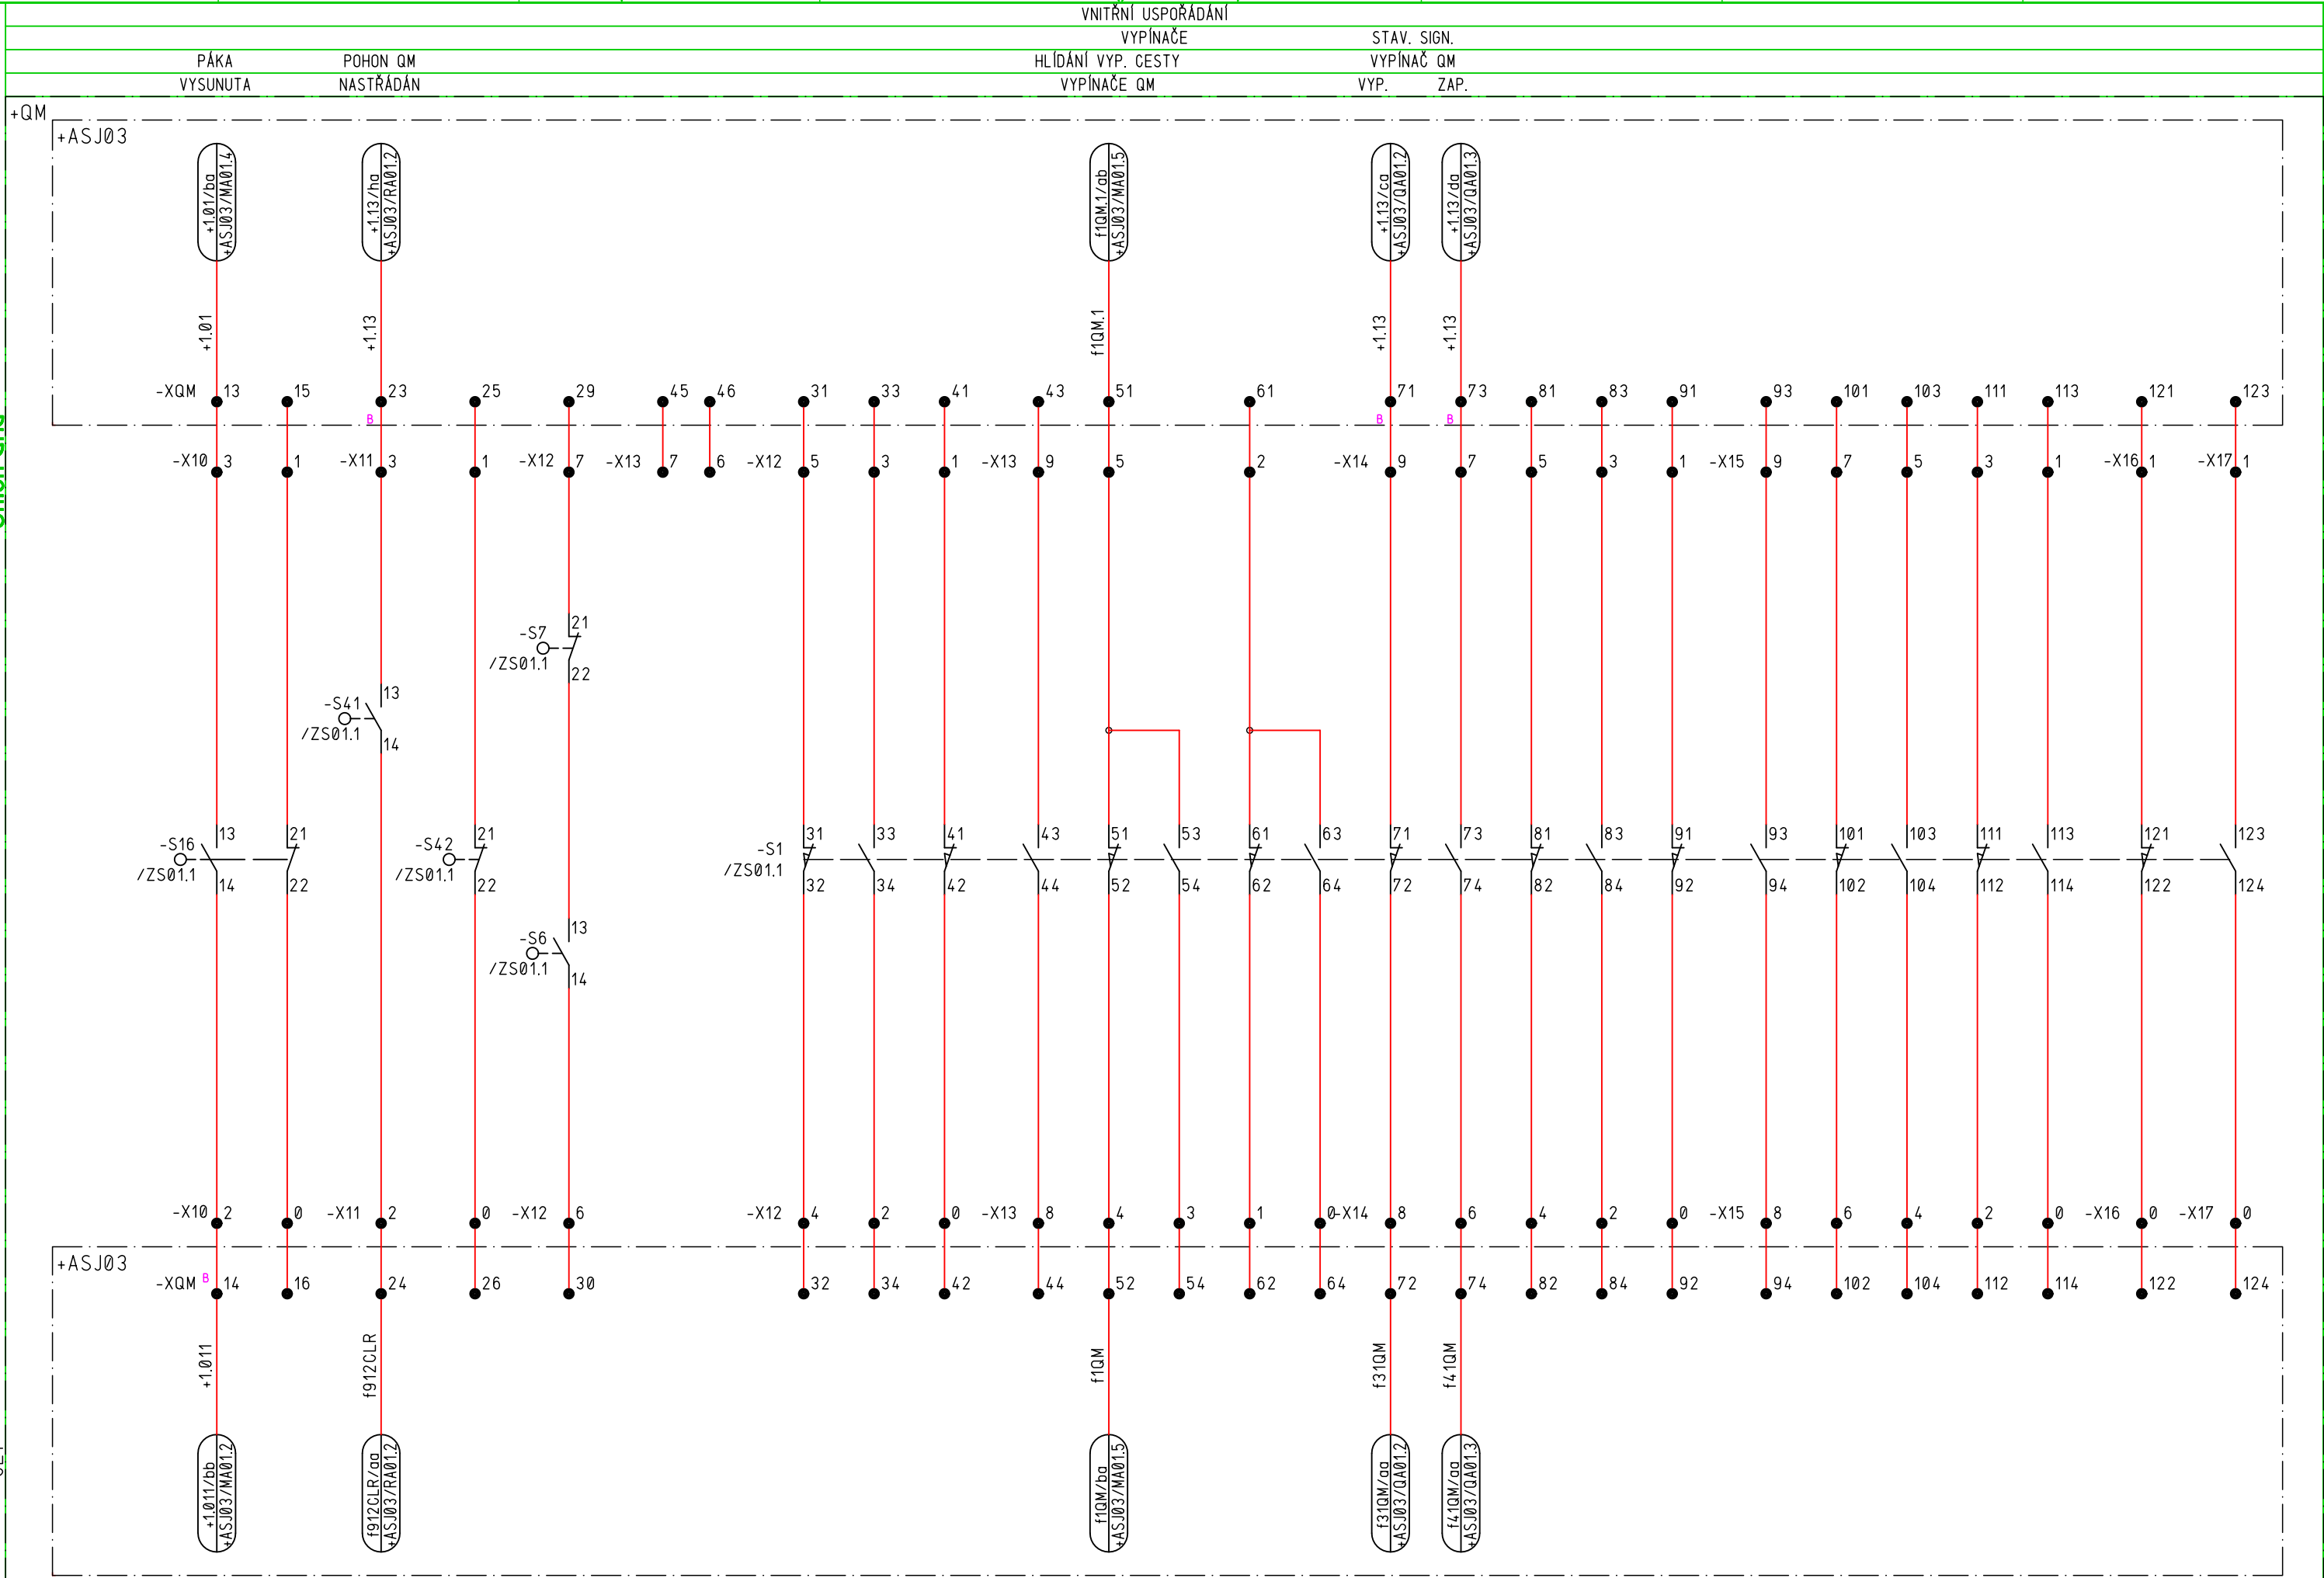 VNITŘNÍ USPOŘÁDÁNÍ
VYPÍNAČE STAV. SIGN.
PÁKA POHON QM HLÍDÁNÍ VYP. CESTY VYPÍNAČ QM
VYSUNUTA NASTŘÁDÁN VYPÍNAČE QM VYP. ZAP.
+QM
+ASJ03
+1.01/ba
+ASJ03/MA01.4
+1.13/ha
+ASJ03/RA01.2
f1QM.1/ab
+ASJ03/MA01.5
+1.13/ca
+ASJ03/QA01.2
+1.13/da
+ASJ03/QA01.3
+1.01 +1.13 f1QM.1 +1.13 +1.13
-XQM 13 15 23 25 29 45 46 31 33 41 43 51 61 71 73 81 83 91 93 101 103 111 113 121 123
B B B
-X10 3 1 -X11 3 1 -X12 7 -X13 7 6 -X12 5 3 1 -X13 9 5 2 -X14 9 7 5 3 1 -X15 9 7 5 3 1 -X16 1 -X17 1
21
-S7
/ZS01.1
22
13
-S41
/ZS01.1
14
13 21 21 31 33 41 43 51 53 61 63 71 73 81 83 91 93 101 103 111 113 121 123
-S16 -S42 -S1
/ZS01.1 /ZS01.1 /ZS01.1
14 22 22 32 34 42 44 52 54 62 64 72 74 82 84 92 94 102 104 112 114 122 124
13
-S6
/ZS01.1
14
-X10 2 0 -X11 2 0 -X12 6 -X12 4 2 0 -X13 8 4 3 1 0 -X14 8 6 4 2 0 -X15 8 6 4 2 0 -X16 0 -X17 0
+ASJ03
-XQM B 14 16 24 26 30 32 34 42 44 52 54 62 64 72 74 82 84 92 94 102 104 112 114 122 124
+1.011 f912CLR f1QM f31QM f41QM
+1.011/bb
+ASJ03/MA01.2
f912CLR/aa
+ASJ03/RA01.2
f1QM/ba
+ASJ03/MA01.5
f31QM/aa
+ASJ03/QA01.2
f41QM/aa
+ASJ03/QA01.3